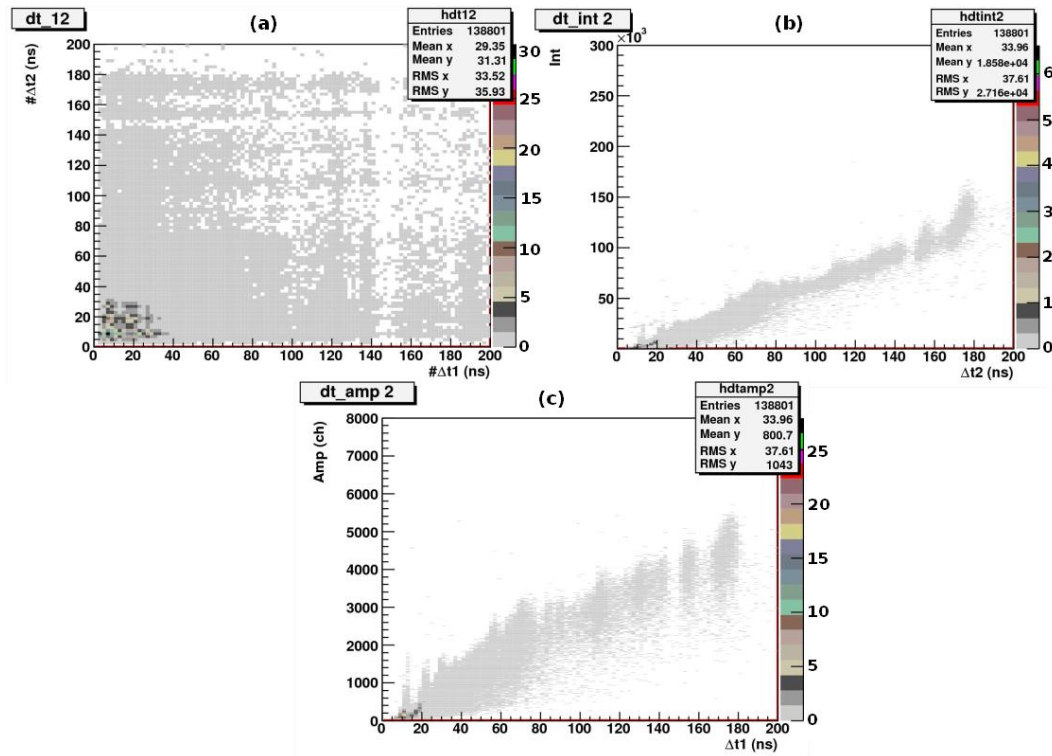 dt_12
(a)
hdt12
Entries 138801
Mean x 29.35
Mean y 31.31
RMS x 33.52
RMS y 35.93
#Δt2 (ns)
200
180
160
140
120
100
80
60
40
20
0
0 20 40 60 80 100 120 140 160 180 200
#Δt1 (ns)
30
25
20
15
10
5
0
dt_int 2
(b)
hdtint2
Entries 138801
Mean x 33.96
Mean y 1.858e+04
RMS x 37.61
RMS y 2.716e+04
×10³
Int
300
250
200
150
100
50
0 20 40 60 80 100 120 140 160 180 200
Δt2 (ns)
6
5
4
3
2
1
0
dt_amp 2
(c)
hdtamp2
Entries 138801
Mean x 33.96
Mean y 800.7
RMS x 37.61
RMS y 1043
Amp (ch)
8000
7000
6000
5000
4000
3000
2000
1000
0
0 20 40 60 80 100 120 140 160 180 200
Δt1 (ns)
25
20
15
10
5
0